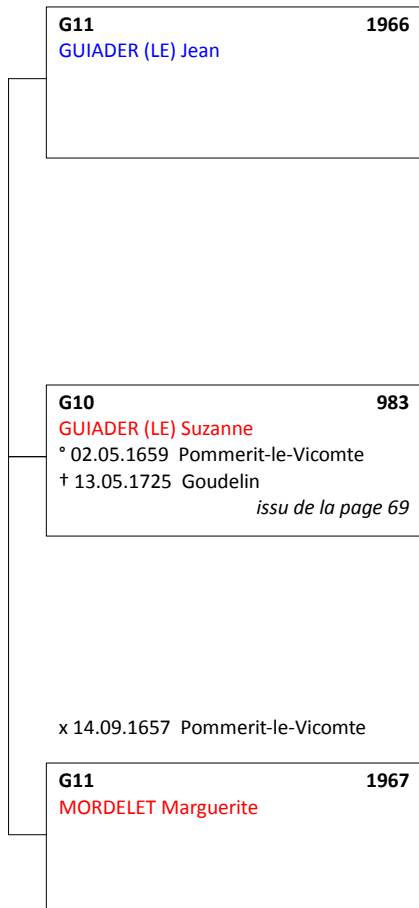 G11 1966
GUIADER (LE) Jean
G10 983
GUIADER (LE) Suzanne
° 02.05.1659 Pommerit-le-Vicomte
† 13.05.1725 Goudelin
issu de la page 69
x 14.09.1657 Pommerit-le-Vicomte
G11 1967
MORDELET Marguerite